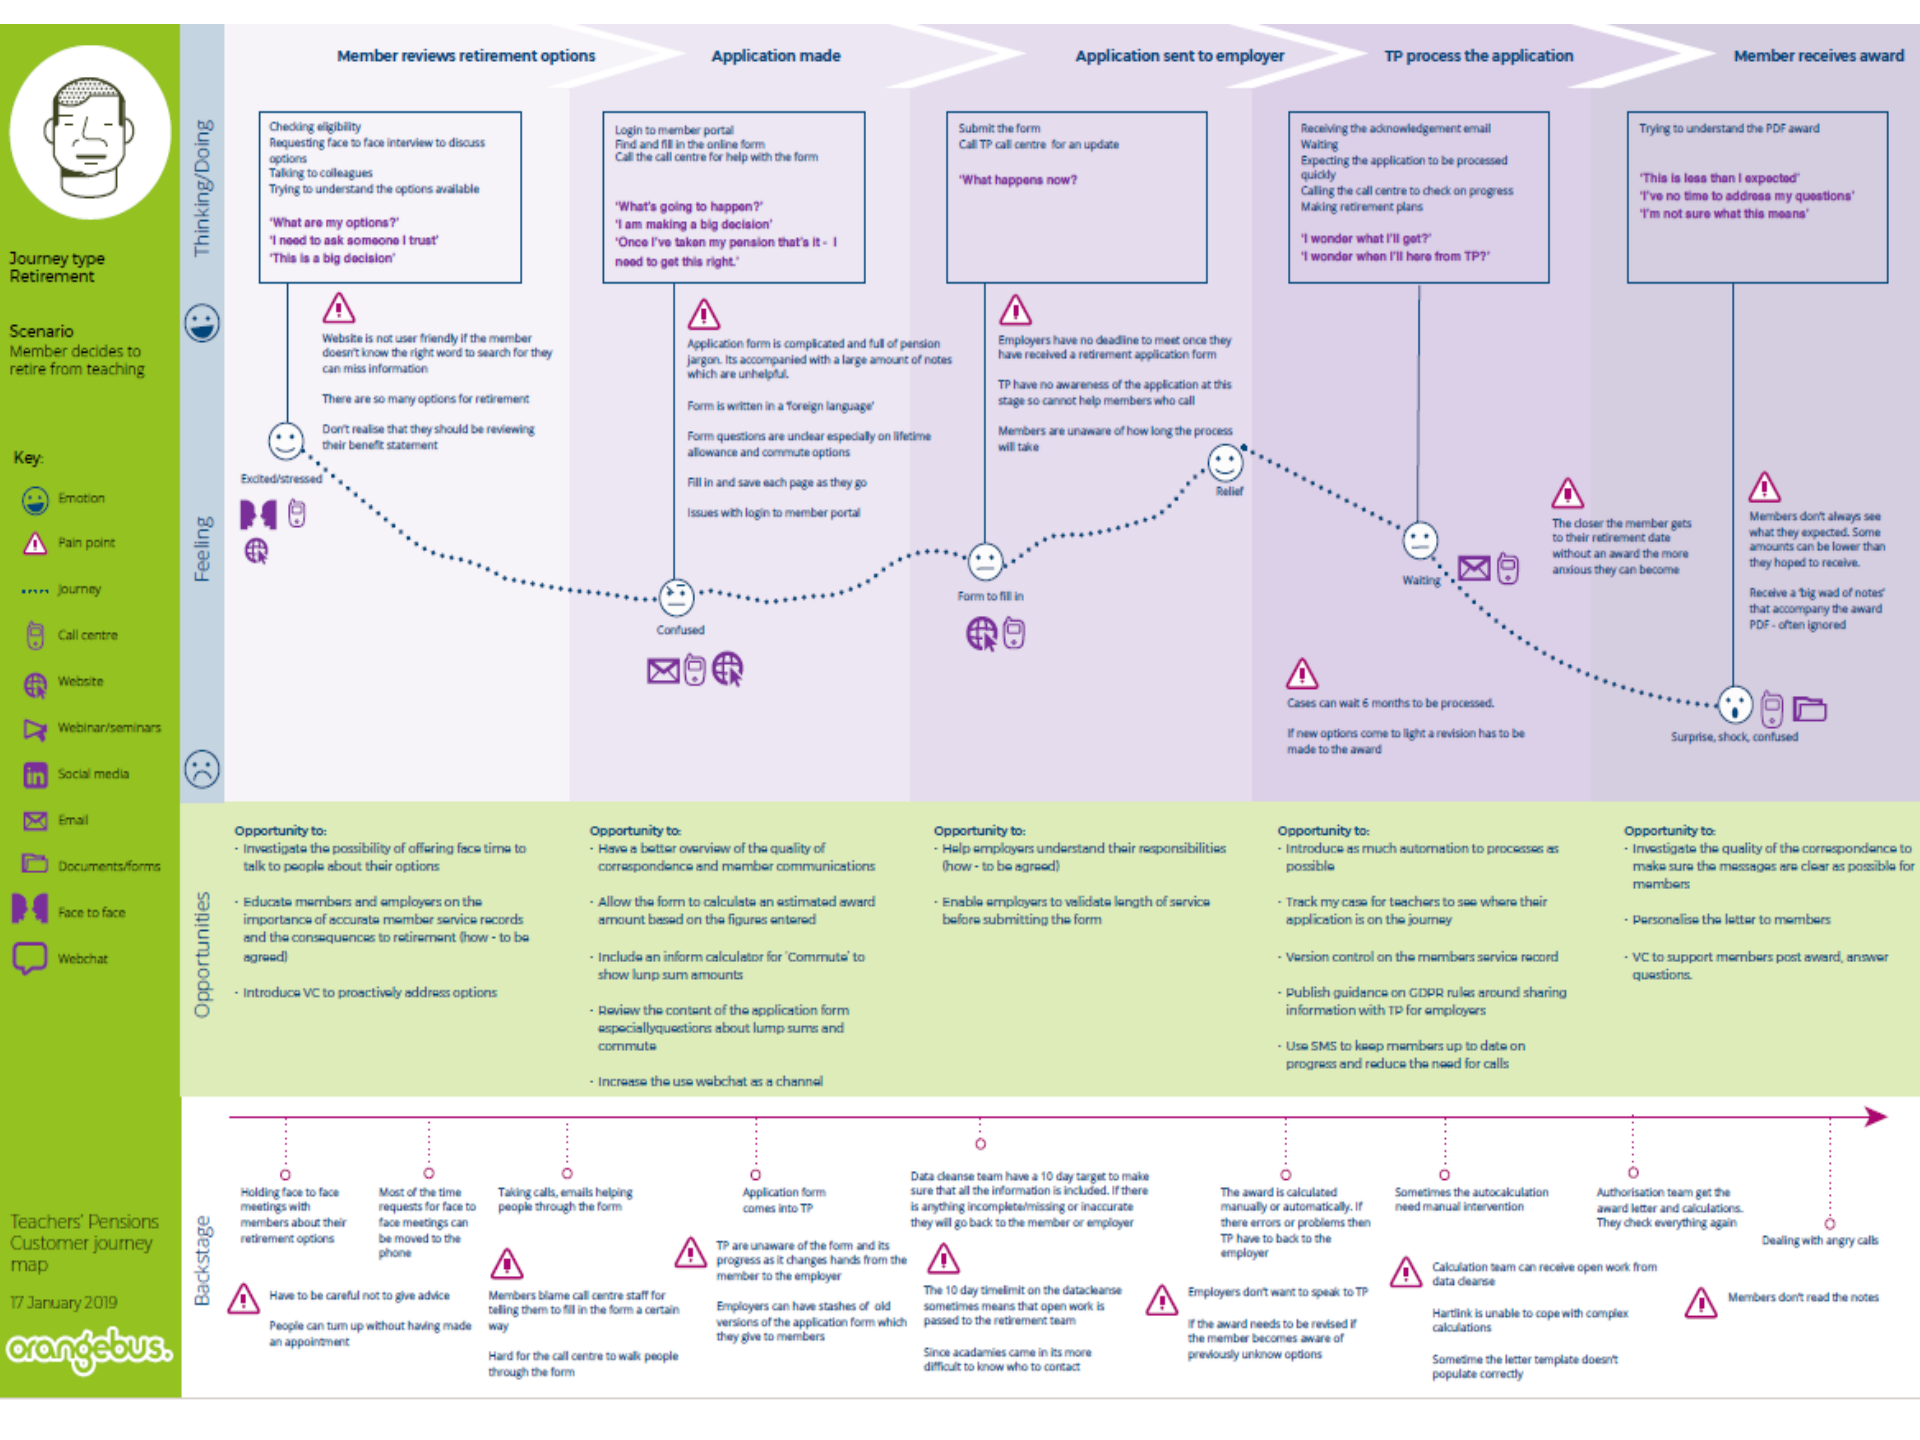 Member reviews retirement options
Application made
Application sent to employer
TP process the application
Member receives award
Journey type
Retirement
Scenario
Member decides to
retire from teaching
Key:
Emotion
Pain point
Journey
Call centre
Website
Webinar/seminars
Social media
Email
Documents/forms
Face to face
Webchat
Teachers' Pensions
Customer journey
map
17 January 2019
orangebus.
Thinking/Doing
Checking eligibility
Requesting face to face interview to discuss
options
Talking to colleagues
Trying to understand the options available
'What are my options?'
'I need to ask someone I trust'
'This is a big decision'
Login to member portal
Find and fill in the online form
Call the call centre for help with the form
'What's going to happen?'
'I am making a big decision'
'Once I've taken my pension that's it - I
need to get this right.'
Submit the form
Call TP call centre for an update
'What happens now?
Receiving the acknowledgement email
Waiting
Expecting the application to be processed
quickly
Calling the call centre to check on progress
Making retirement plans
'I wonder what I'll get?'
'I wonder when I'll here from TP?'
Trying to understand the PDF award
'This is less than I expected'
'I've no time to address my questions'
'I'm not sure what this means'
Feeling
Website is not user friendly if the member
doesn't know the right word to search for they
can miss information
There are so many options for retirement
Don't realise that they should be reviewing
their benefit statement
Excited/stressed
Application form is complicated and full of pension
jargon. Its accompanied with a large amount of notes
which are unhelpful.
Form is written in a 'foreign language'
Form questions are unclear especially on lifetime
allowance and commute options
Fill in and save each page as they go
Issues with login to member portal
Confused
Employers have no deadline to meet once they
have received a retirement application form
TP have no awareness of the application at this
stage so cannot help members who call
Members are unaware of how long the process
will take
Relief
Form to fill in
Waiting
The closer the member gets
to their retirement date
without an award the more
anxious they can become
Cases can wait 6 months to be processed.
If new options come to light a revision has to be
made to the award
Members don't always see
what they expected. Some
amounts can be lower than
they hoped to receive.
Receive a 'big wad of notes'
that accompany the award
PDF - often ignored
Surprise, shock, confused
Opportunities
Opportunity to:
· Investigate the possibility of offering face time to
talk to people about their options
· Educate members and employers on the
importance of accurate member service records
and the consequences to retirement (how - to be
agreed)
· Introduce VC to proactively address options
Opportunity to:
· Have a better overview of the quality of
correspondence and member communications
· Allow the form to calculate an estimated award
amount based on the figures entered
· Include an inform calculator for 'Commute' to
show lunp sum amounts
· Review the content of the application form
especiallyquestions about lump sums and
commute
· Increase the use webchat as a channel
Opportunity to:
· Help employers understand their responsibilities
(how - to be agreed)
· Enable employers to validate length of service
before submitting the form
Opportunity to:
· Introduce as much automation to processes as
possible
· Track my case for teachers to see where their
application is on the journey
· Version control on the members service record
· Publish guidance on GDPR rules around sharing
information with TP for employers
· Use SMS to keep members up to date on
progress and reduce the need for calls
Opportunity to:
· Investigate the quality of the correspondence to
make sure the messages are clear as possible for
members
· Personalise the letter to members
· VC to support members post award, answer
questions.
Backstage
Holding face to face
meetings with
members about their
retirement options
Most of the time
requests for face to
face meetings can
be moved to the
phone
Have to be careful not to give advice
People can turn up without having made
an appointment
Taking calls, emails helping
people through the form
Members blame call centre staff for
telling them to fill in the form a certain
way
Hard for the call centre to walk people
through the form
Application form
comes into TP
TP are unaware of the form and its
progress as it changes hands from the
member to the employer
Employers can have stashes of old
versions of the application form which
they give to members
Data cleanse team have a 10 day target to make
sure that all the information is included. If there
is anything incomplete/missing or inaccurate
they will go back to the member or employer
The 10 day timelimit on the datacleanse
sometimes means that open work is
passed to the retirement team
Since acadamies came in its more
difficult to know who to contact
The award is calculated
manually or automatically. If
there errors or problems then
TP have to back to the
employer
Employers don't want to speak to TP
If the award needs to be revised if
the member becomes aware of
previously unknow options
Sometimes the autocalculation
need manual intervention
Calculation team can receive open work from
data cleanse
Hartlink is unable to cope with complex
calculations
Sometime the letter template doesn't
populate correctly
Authorisation team get the
award letter and calculations.
They check everything again
Dealing with angry calls
Members don't read the notes